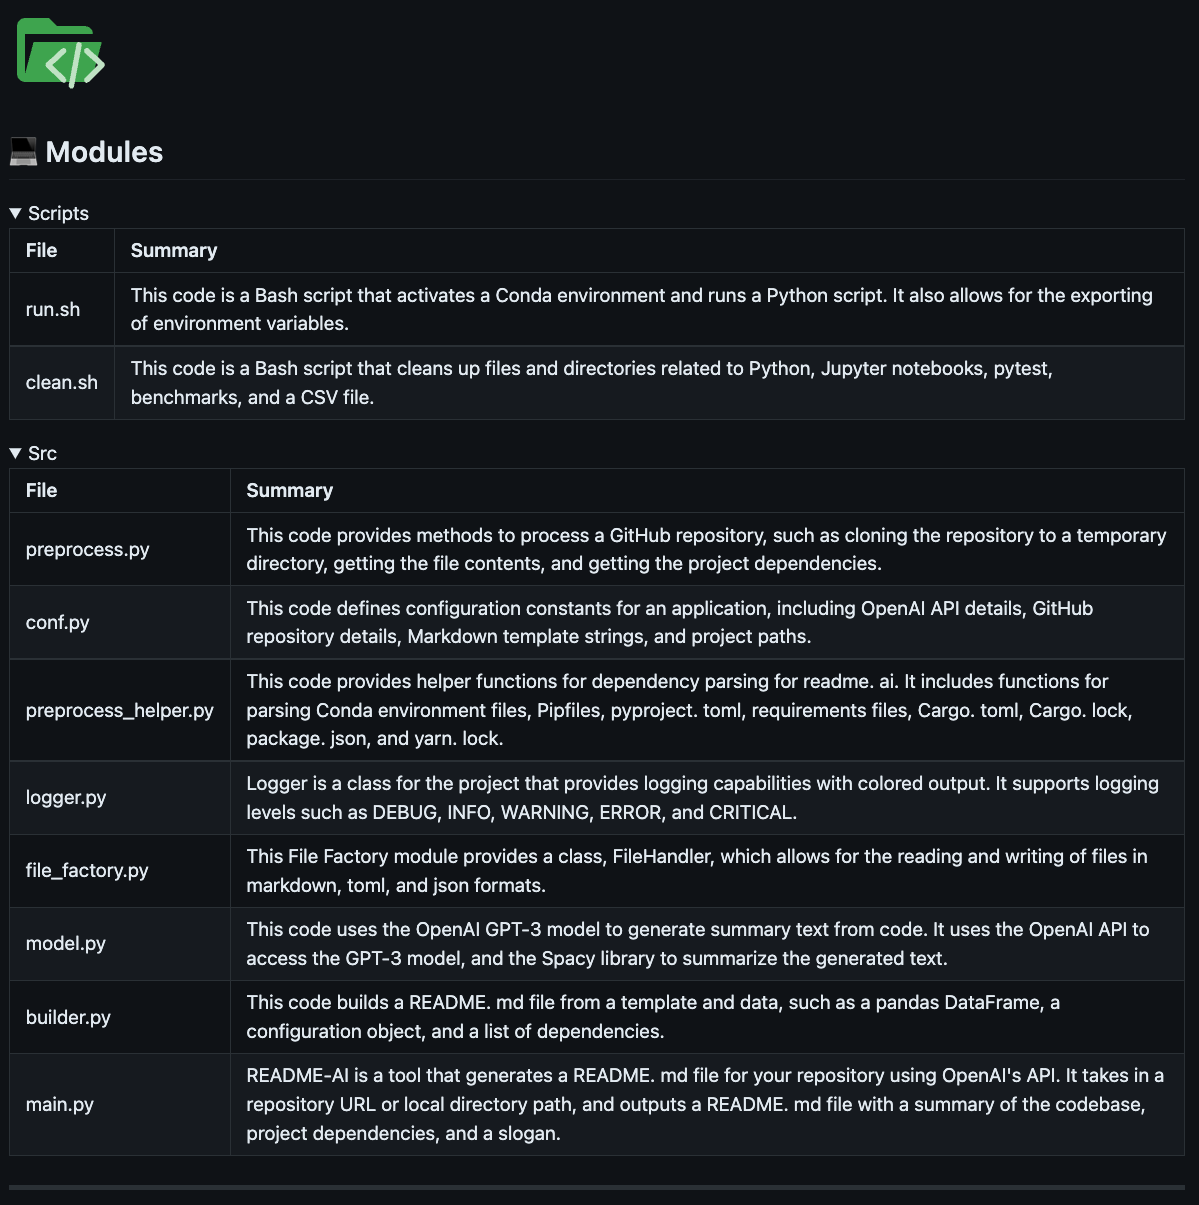 </>
Modules
Scripts
File Summary
run.sh
This code is a Bash script that activates a Conda environment and runs a Python script. It also allows for the exporting
of environment variables.
clean.sh
This code is a Bash script that cleans up files and directories related to Python, Jupyter notebooks, pytest,
benchmarks, and a CSV file.
Src
File Summary
preprocess.py
This code provides methods to process a GitHub repository, such as cloning the repository to a temporary
directory, getting the file contents, and getting the project dependencies.
conf.py
This code defines configuration constants for an application, including OpenAI API details, GitHub
repository details, Markdown template strings, and project paths.
preprocess_helper.py
This code provides helper functions for dependency parsing for readme. ai. It includes functions for
parsing Conda environment files, Pipfiles, pyproject. toml, requirements files, Cargo. toml, Cargo. lock,
package. json, and yarn. lock.
logger.py
Logger is a class for the project that provides logging capabilities with colored output. It supports logging
levels such as DEBUG, INFO, WARNING, ERROR, and CRITICAL.
file_factory.py
This File Factory module provides a class, FileHandler, which allows for the reading and writing of files in
markdown, toml, and json formats.
model.py
This code uses the OpenAI GPT-3 model to generate summary text from code. It uses the OpenAI API to
access the GPT-3 model, and the Spacy library to summarize the generated text.
builder.py
This code builds a README. md file from a template and data, such as a pandas DataFrame, a
configuration object, and a list of dependencies.
main.py
README-AI is a tool that generates a README. md file for your repository using OpenAI's API. It takes in a
repository URL or local directory path, and outputs a README. md file with a summary of the codebase,
project dependencies, and a slogan.